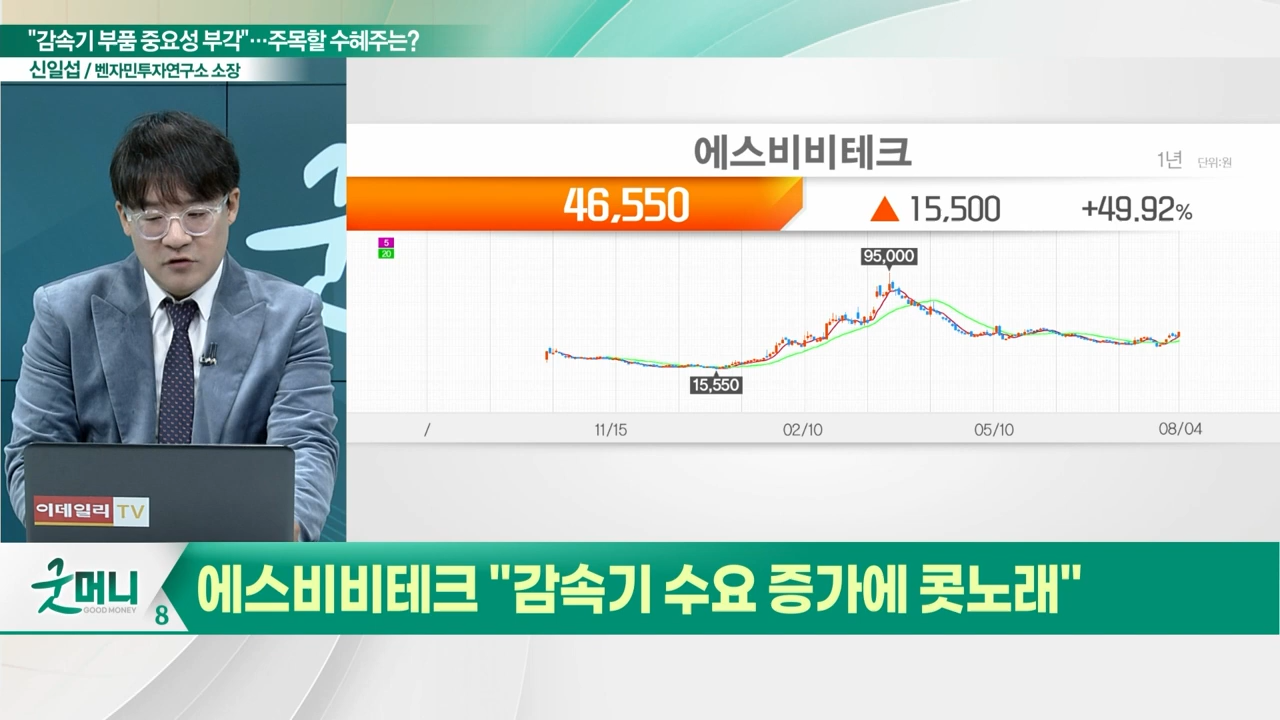 "감속기 부품 중요성 부각"…주목할 수혜주는?
신일섭 / 벤자민투자연구소 소장
에스비비테크
1년 단위:원
46,550 ▲ 15,500 +49.92%
5
20
95,000
15,550
/ 11/15 02/10 05/10 08/04
이데일리 TV
굿머니
GOOD MONEY
8
에스비비테크 "감속기 수요 증가에 콧노래"